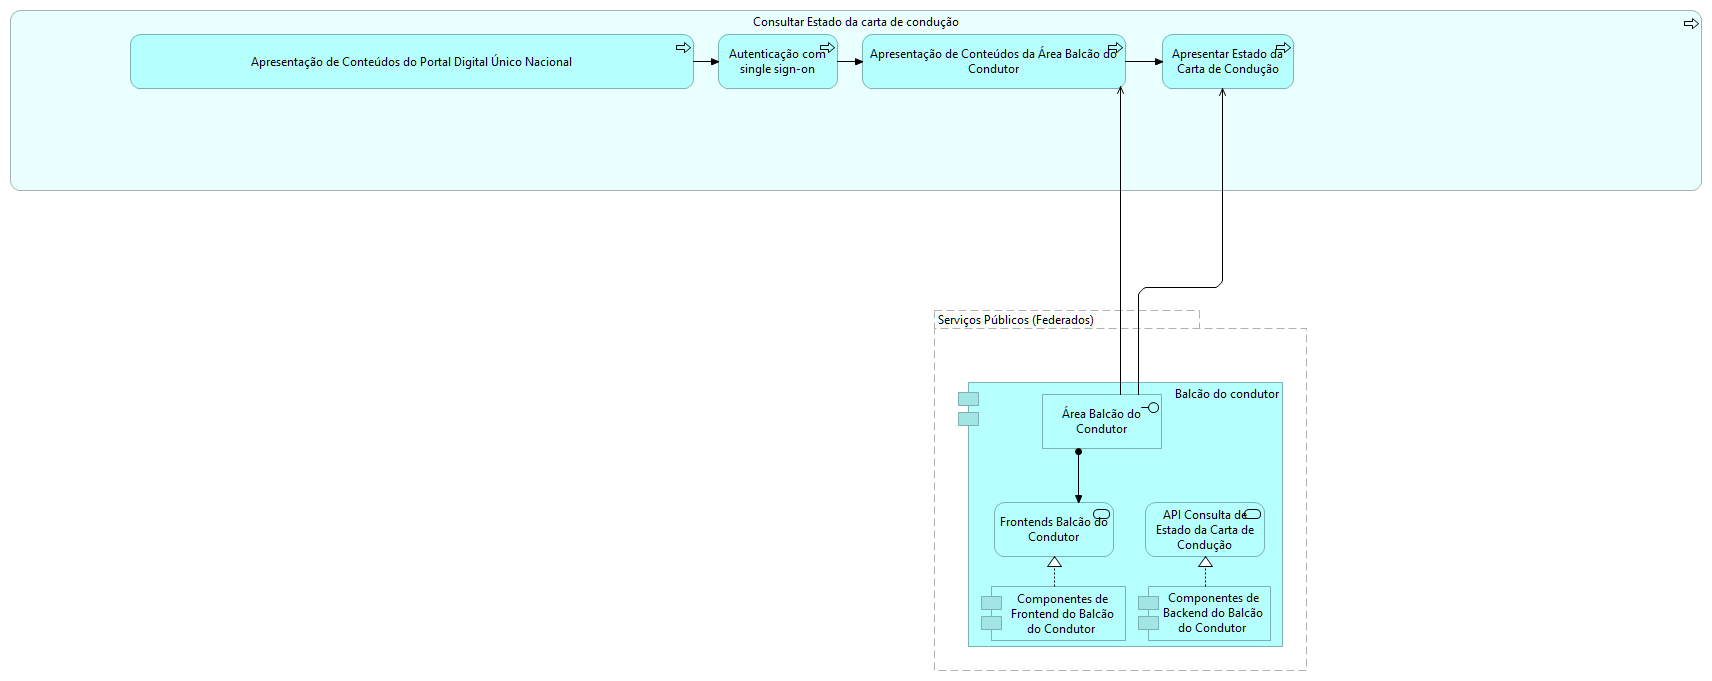 Consultar Estado da carta de condução
Apresentação de Conteúdos do Portal Digital Único Nacional
Autenticação com
single sign-on
Apresentação de Conteúdos da Área Balcão do
Condutor
Apresentar Estado da
Carta de Condução
Serviços Públicos (Federados)
Balcão do condutor
Área Balcão do
Condutor
Frontends Balcão do
Condutor
API Consulta de
Estado da Carta de
Condução
Componentes de
Frontend do Balcão
do Condutor
Componentes de
Backend do Balcão
do Condutor